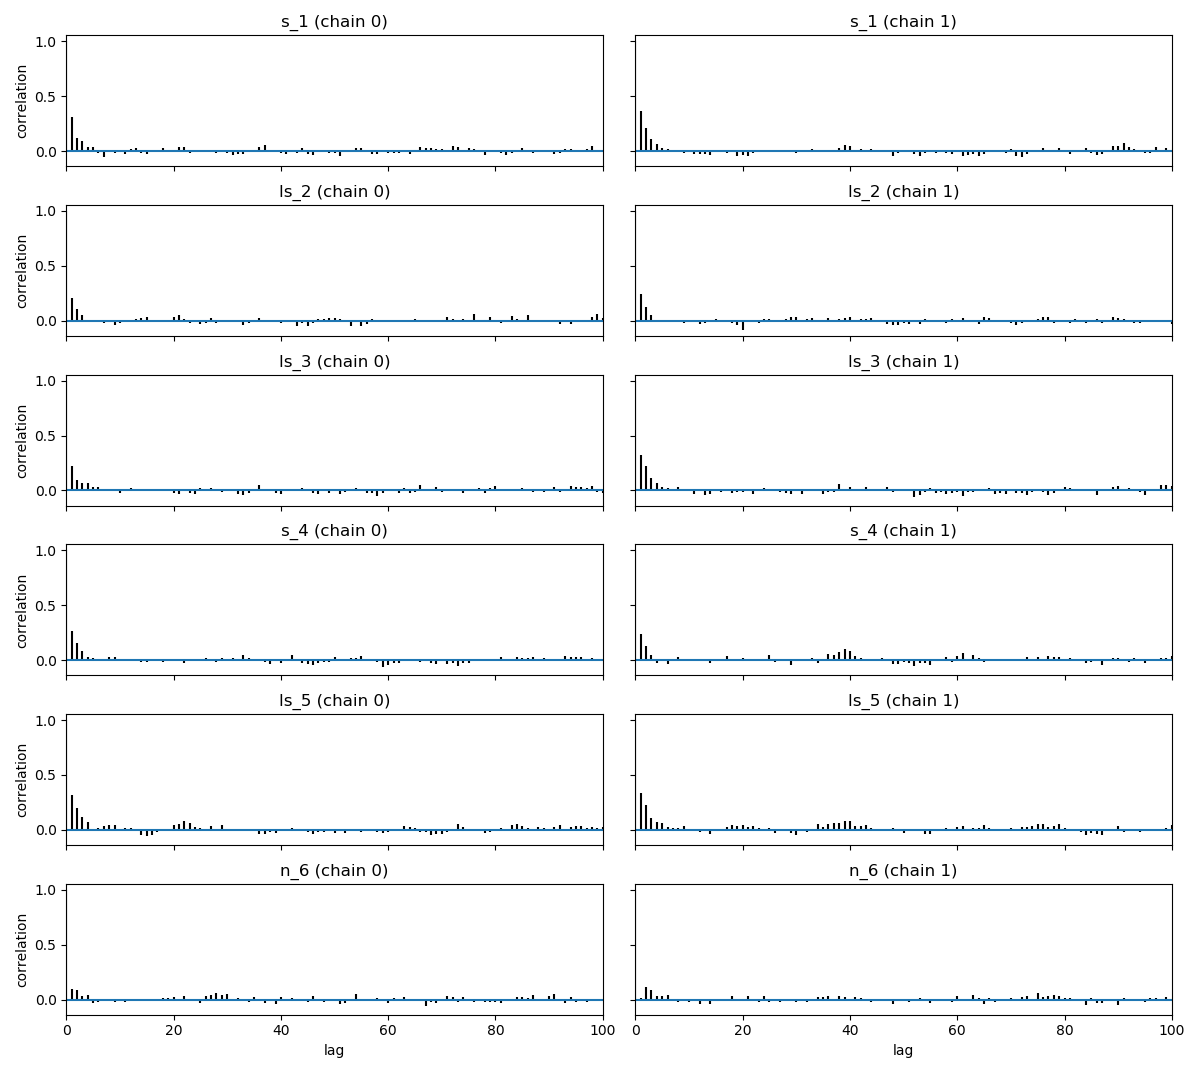 s_1 (chain 0) s_1 (chain 1)
1.0
0.5
0.0
correlation
ls_2 (chain 0) ls_2 (chain 1)
1.0
0.5
0.0
correlation
ls_3 (chain 0) ls_3 (chain 1)
1.0
0.5
0.0
correlation
s_4 (chain 0) s_4 (chain 1)
1.0
0.5
0.0
correlation
ls_5 (chain 0) ls_5 (chain 1)
1.0
0.5
0.0
correlation
n_6 (chain 0) n_6 (chain 1)
1.0
0.5
0.0
correlation
0 20 40 60 80 100 0 20 40 60 80 100
lag lag